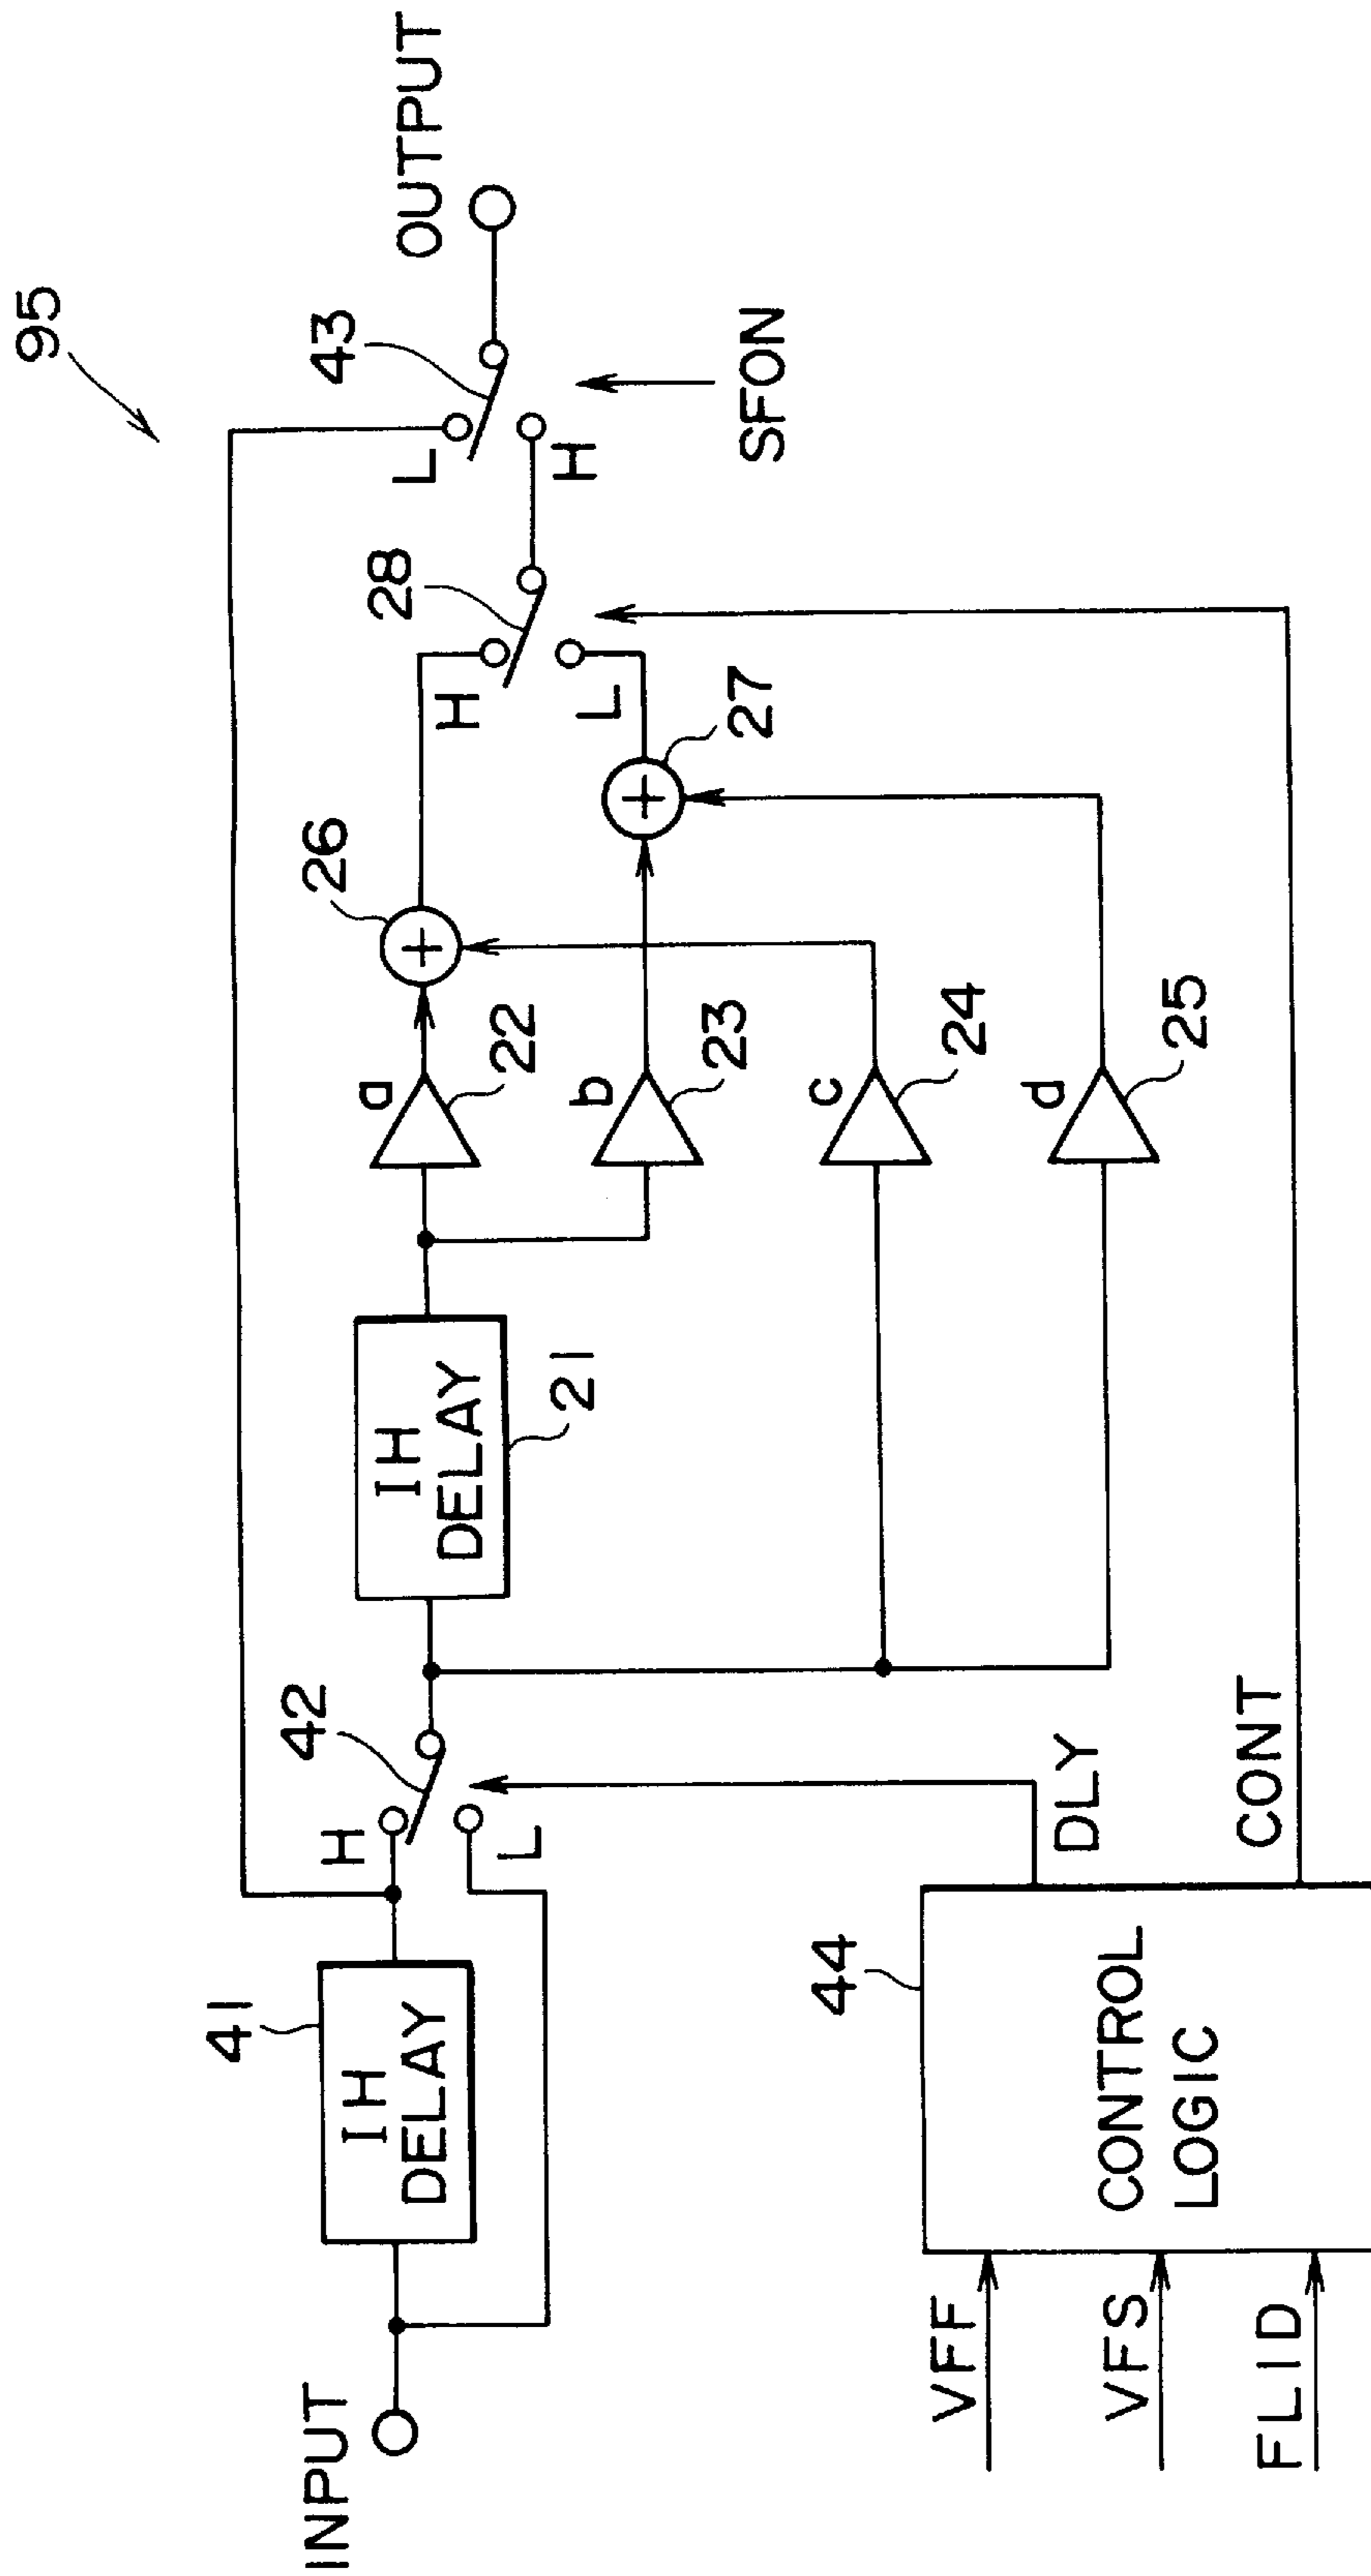 95
INPUT
41
1H
DELAY
H
L
42
1H
DELAY
21
a
22
b
23
c
24
d
25
26
27
H
L
28
L
H
43
SFON
OUTPUT
VFF
VFS
FLID
44
CONTROL
LOGIC
DLY
CONT